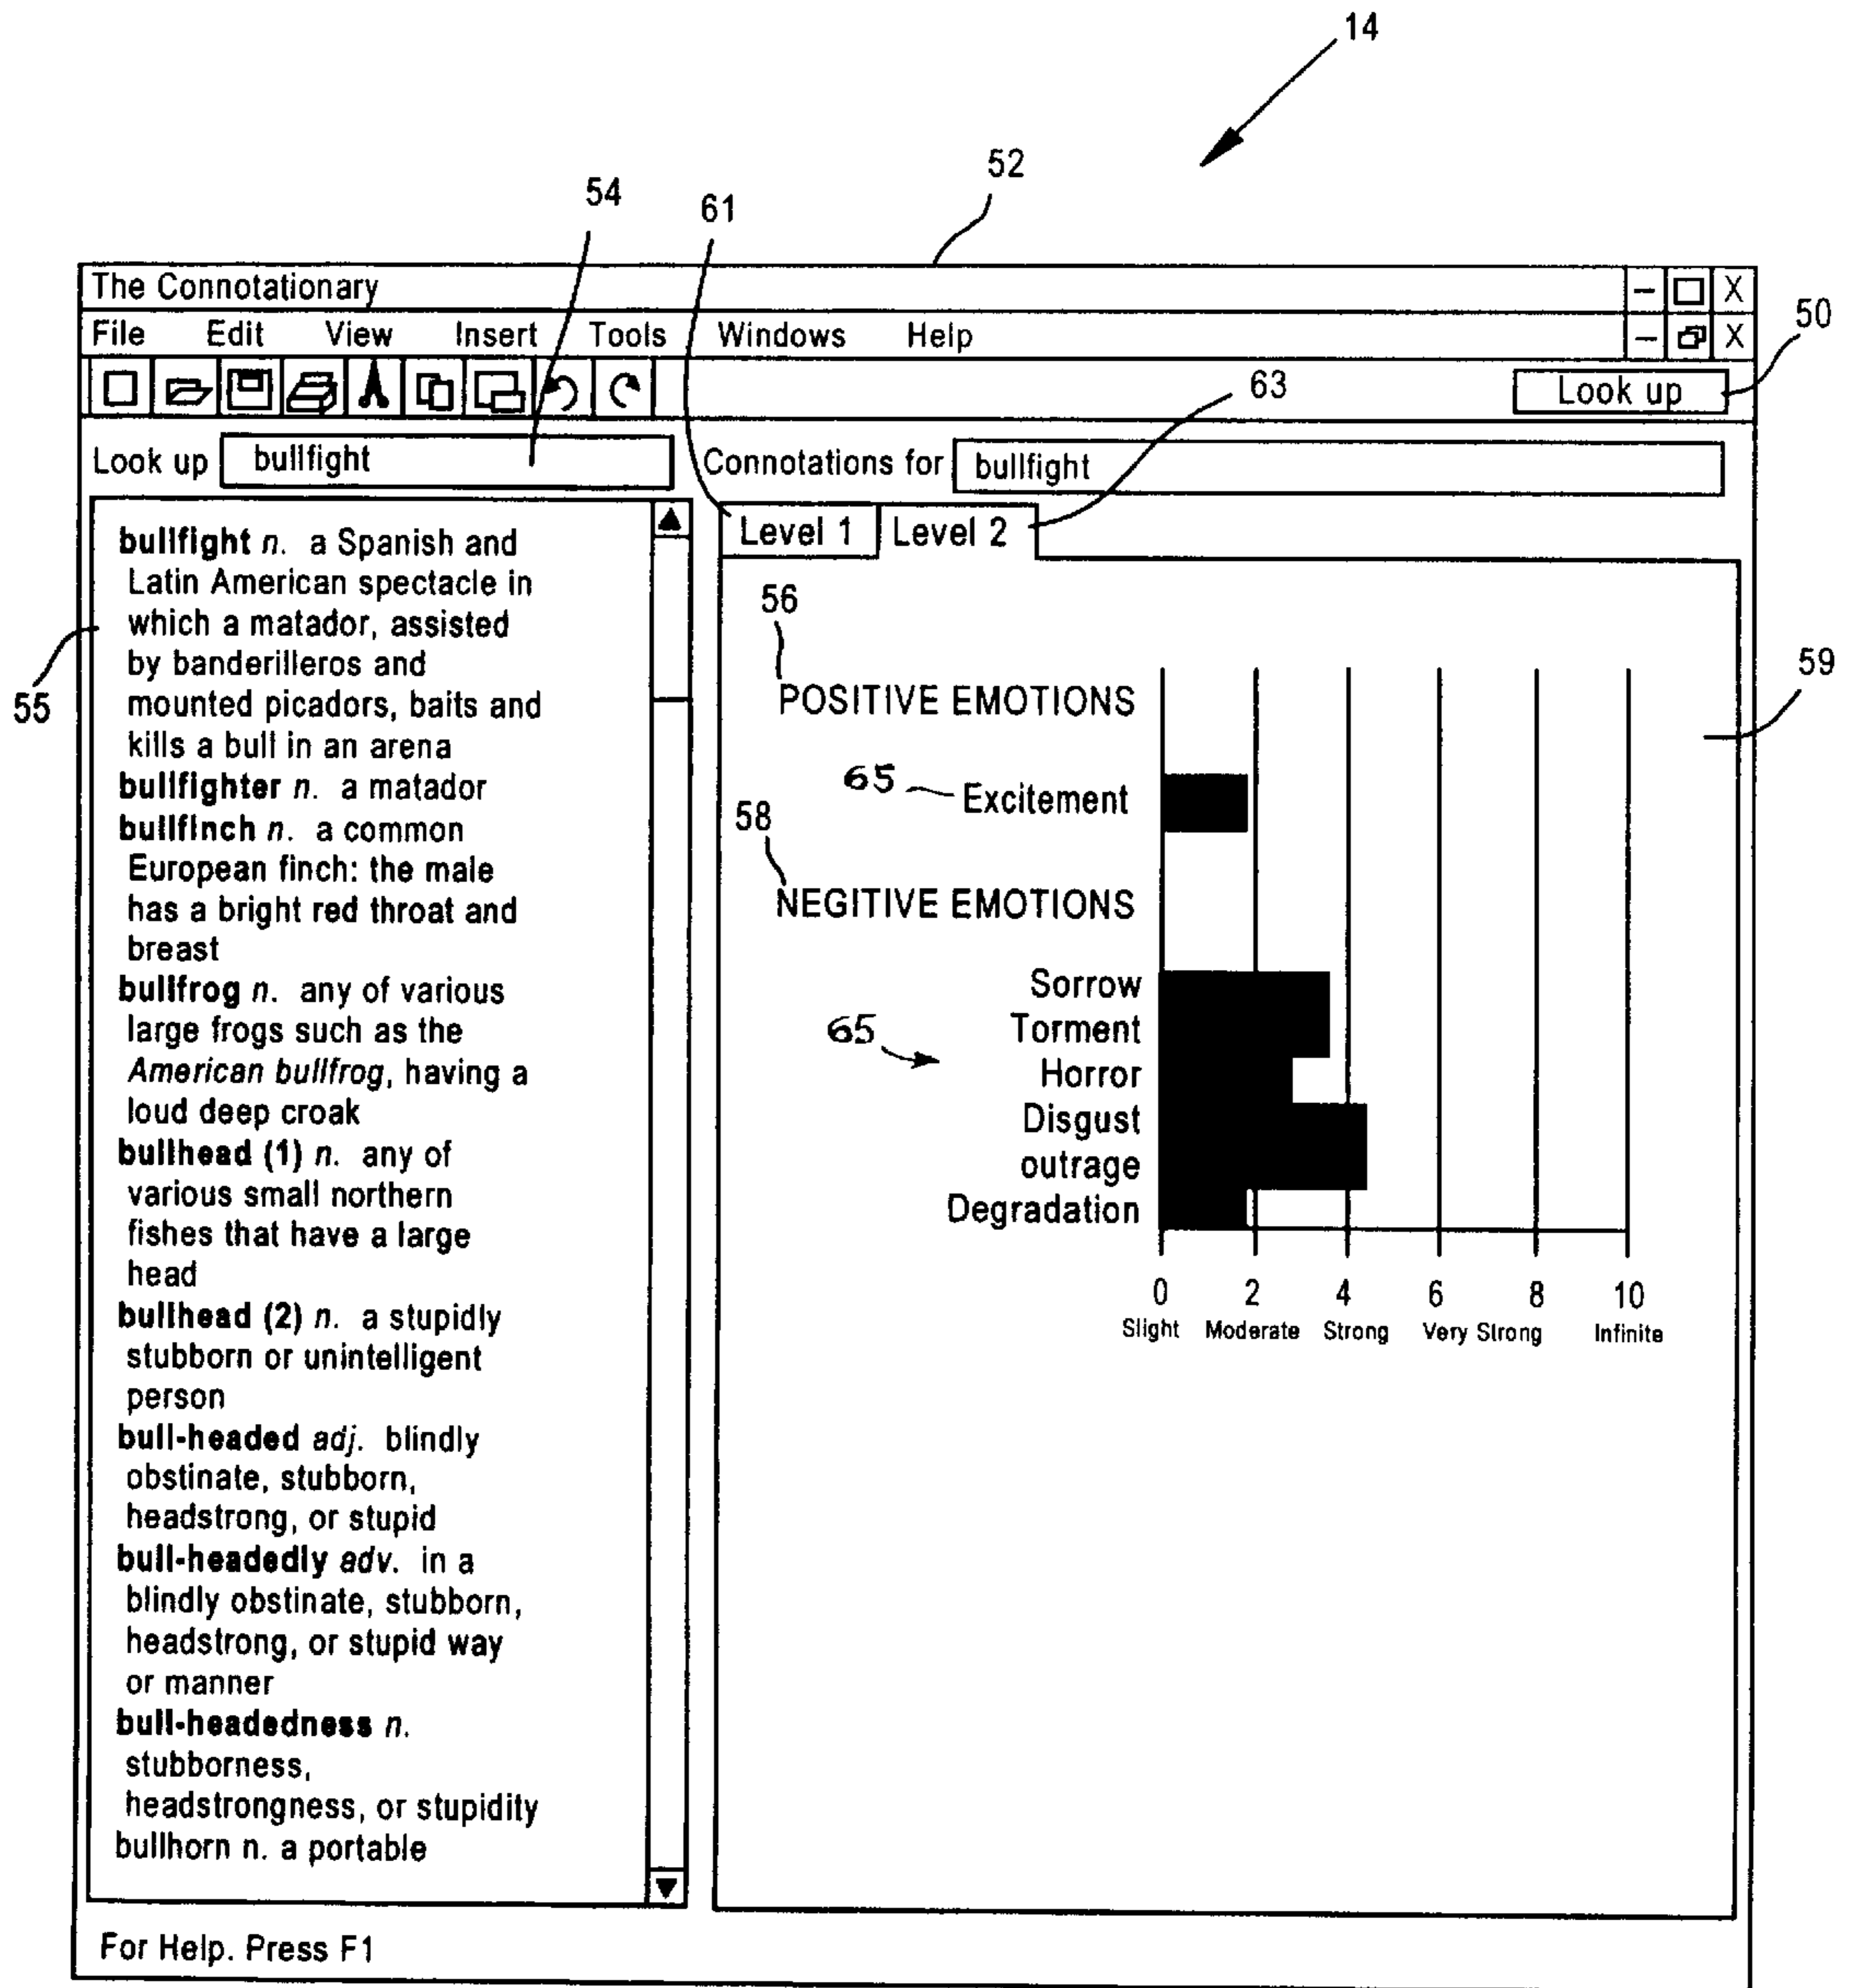 14
52
54
61
The Connotationary
File Edit View Insert Tools Windows Help
50
Look up
63
Look up bullfight
Connotations for bullfight
Level 1 Level 2
55
bullfight n. a Spanish and
Latin American spectacle in
which a matador, assisted
by banderilleros and
mounted picadors, baits and
kills a bull in an arena
bullfighter n. a matador
bullfinch n. a common
European finch: the male
has a bright red throat and
breast
bullfrog n. any of various
large frogs such as the
American bullfrog, having a
loud deep croak
bullhead (1) n. any of
various small northern
fishes that have a large
head
bullhead (2) n. a stupidly
stubborn or unintelligent
person
bull-headed adj. blindly
obstinate, stubborn,
headstrong, or stupid
bull-headedly adv. in a
blindly obstinate, stubborn,
headstrong, or stupid way
or manner
bull-headedness n.
stubborness,
headstrongness, or stupidity
bullhorn n. a portable
56
59
POSITIVE EMOTIONS
65 Excitement
58
NEGITIVE EMOTIONS
Sorrow
65 Torment
Horror
Disgust
outrage
Degradation
0 2 4 6 8 10
Slight Moderate Strong Very Strong Infinite
For Help. Press F1